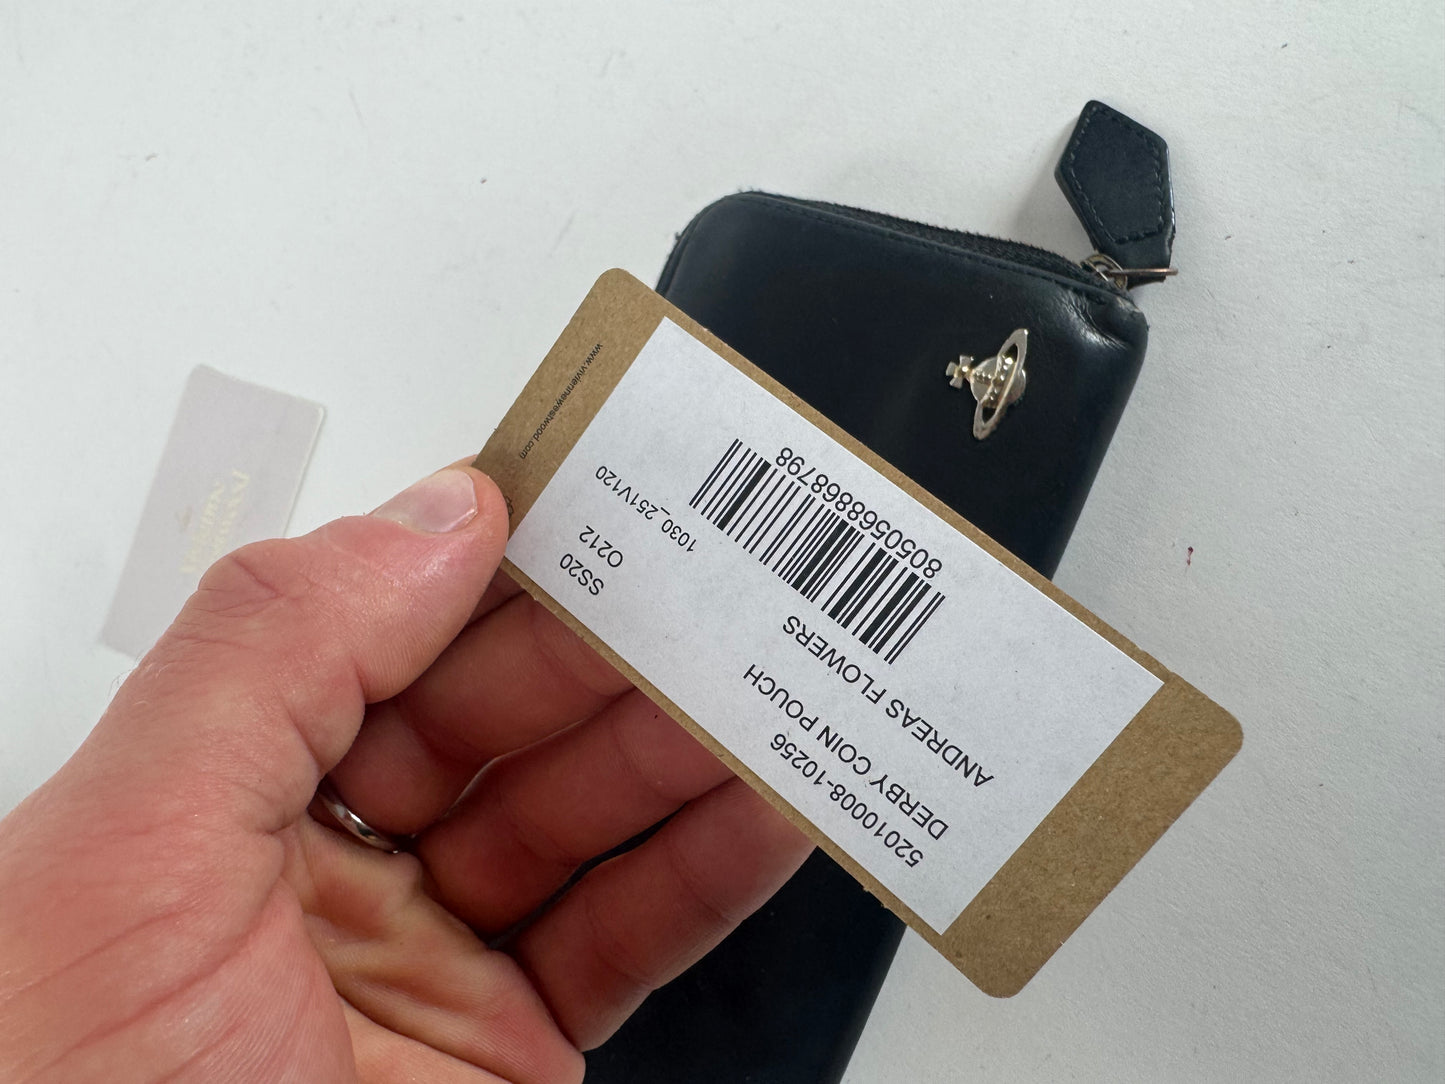 52010008-10256
DERBY COIN POUCH
ANDREAS FLOWERS
8050568868798
1030_251V120
O212
SS20
www.viviennewestwood.com